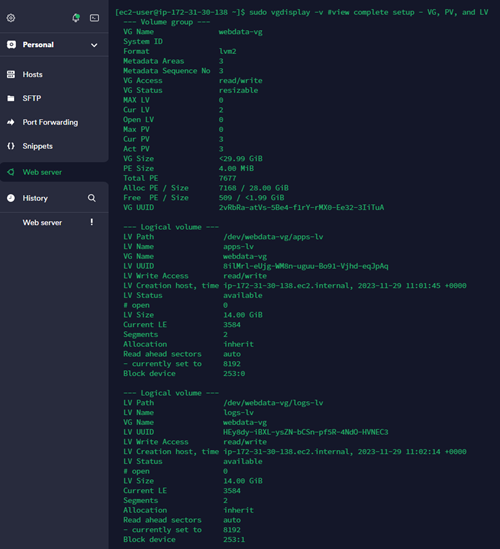 Personal
Hosts
SFTP
Port Forwarding
{} Snippets
Web server
History
Web server !
[ec2-user@ip-172-31-30-138 ~]$ sudo vgdisplay -v #view complete setup - VG, PV, and LV
--- Volume group ---
VG Name webdata-vg
System ID
Format lvm2
Metadata Areas 3
Metadata Sequence No 3
VG Access read/write
VG Status resizable
MAX LV 0
Cur LV 2
Open LV 0
Max PV 0
Cur PV 3
Act PV 3
VG Size <29.99 GiB
PE Size 4.00 MiB
Total PE 7677
Alloc PE / Size 7168 / 28.00 GiB
Free PE / Size 509 / <1.99 GiB
VG UUID 2vRbRa-atVs-5Be4-f1rY-rMX0-Ee32-3IiTuA
--- Logical volume ---
LV Path /dev/webdata-vg/apps-lv
LV Name apps-lv
VG Name webdata-vg
LV UUID 8ilMrl-eUjg-WM8n-uguu-Bo91-Vjhd-eqJpAq
LV Write Access read/write
LV Creation host, time ip-172-31-30-138.ec2.internal, 2023-11-29 11:01:45 +0000
LV Status available
# open 0
LV Size 14.00 GiB
Current LE 3584
Segments 2
Allocation inherit
Read ahead sectors auto
- currently set to 8192
Block device 253:0
--- Logical volume ---
LV Path /dev/webdata-vg/logs-lv
LV Name logs-lv
VG Name webdata-vg
LV UUID HEy8dy-iBXL-ysZN-bCSn-pfSR-4NdO-HVNEC3
LV Write Access read/write
LV Creation host, time ip-172-31-30-138.ec2.internal, 2023-11-29 11:02:14 +0000
LV Status available
# open 0
LV Size 14.00 GiB
Current LE 3584
Segments 2
Allocation inherit
Read ahead sectors auto
- currently set to 8192
Block device 253:1